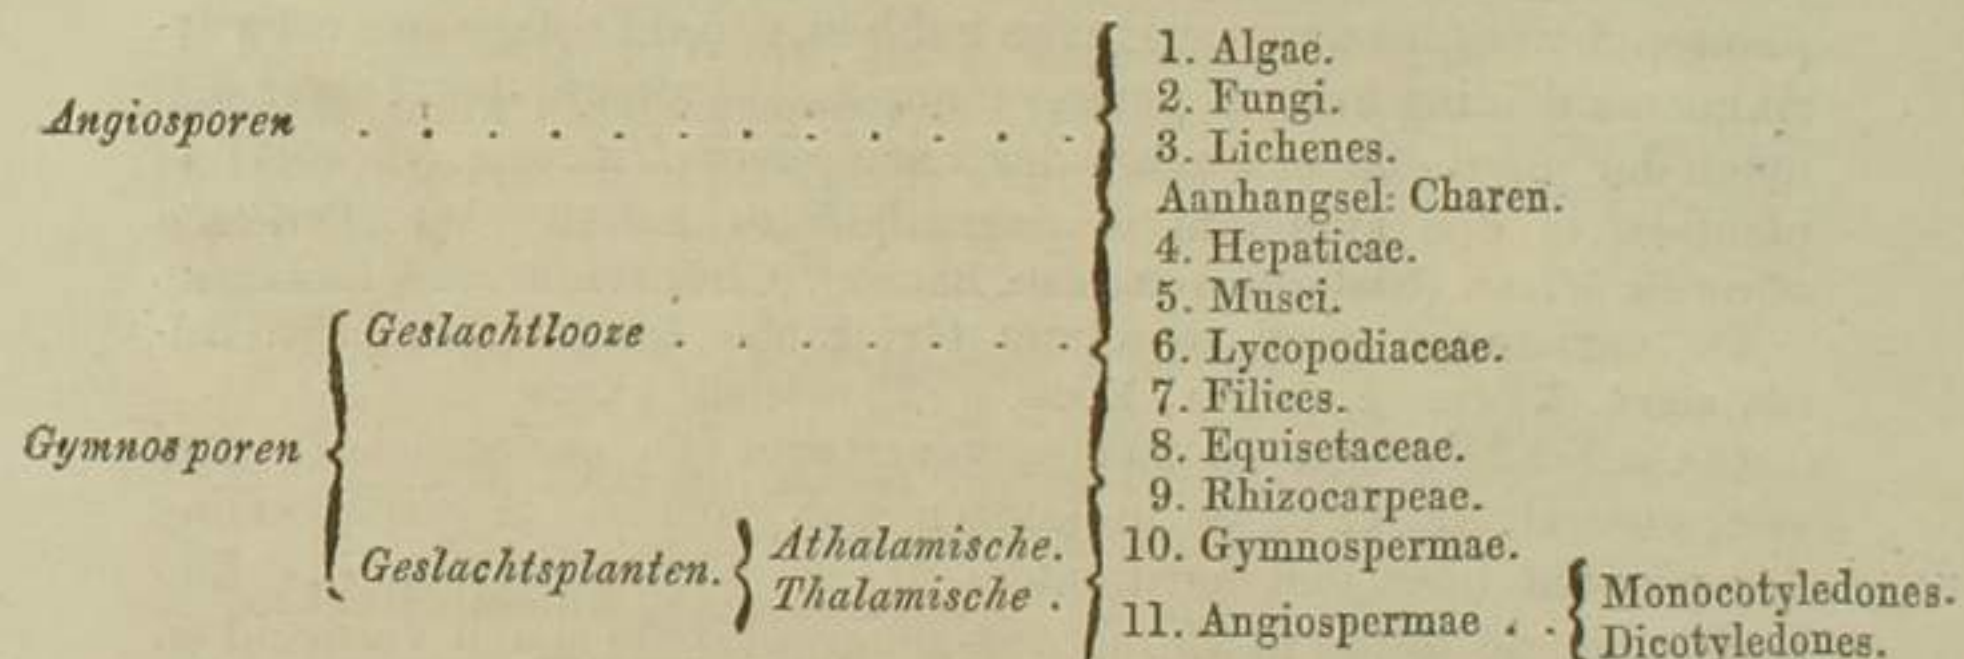 1. Algae.
2. Fungi.
Angiosporen . . . . . . . . . . . .
3. Lichenes.
Aanhangsel: Charen.
4. Hepaticae.
5. Musci.
Geslachtlooze . . . . . . .
6. Lycopodiaceae.
7. Filices.
Gymnosporen
8. Equisetaceae.
9. Rhizocarpeae.
Geslachtsplanten.
Athalamische.
10. Gymnospermae.
Thalamische .
11. Angiospermae . .
Monocotyledones.
Dicotyledones.